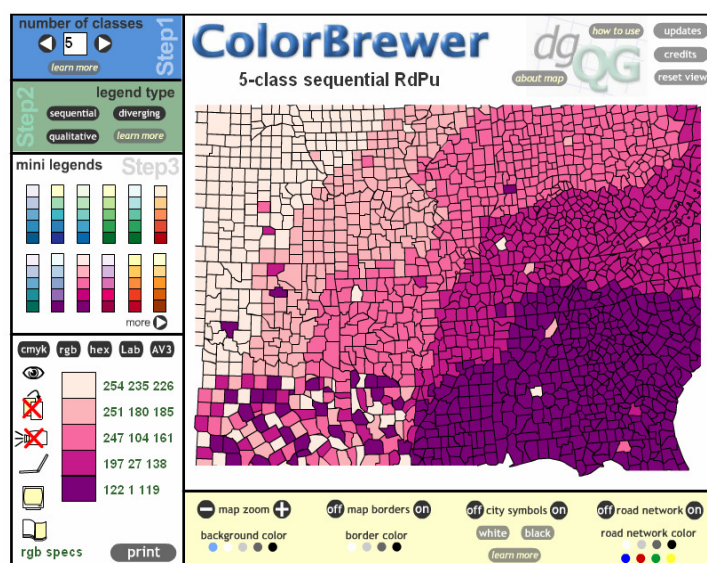 number of classes
5
learn more
Step1
Step2
legend type
sequential
diverging
qualitative
learn more
mini legends
Step3
more
cmyk
rgb
hex
Lab
AV3
254 235 226
251 180 185
247 104 161
197 27 138
122 1 119
rgb specs
print
ColorBrewer
5-class sequential RdPu
dg
QG
how to use
about map
updates
credits
reset view
map zoom
background color
off map borders on
border color
off city symbols on
white
black
learn more
off road network on
road network color